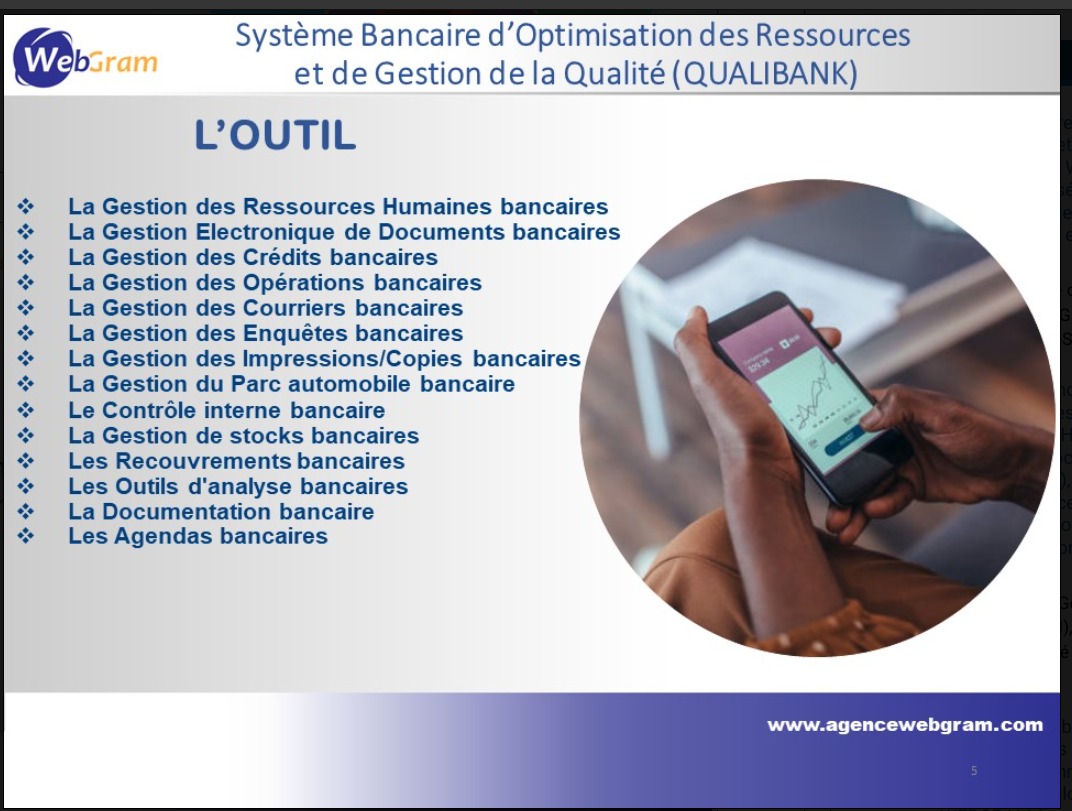 WebGram
Système Bancaire d’Optimisation des Ressources
et de Gestion de la Qualité (QUALIBANK)
L’OUTIL
❖ La Gestion des Ressources Humaines bancaires
❖ La Gestion Electronique de Documents bancaires
❖ La Gestion des Crédits bancaires
❖ La Gestion des Opérations bancaires
❖ La Gestion des Courriers bancaires
❖ La Gestion des Enquêtes bancaires
❖ La Gestion des Impressions/Copies bancaires
❖ La Gestion du Parc automobile bancaire
❖ Le Contrôle interne bancaire
❖ La Gestion de stocks bancaires
❖ Les Recouvrements bancaires
❖ Les Outils d'analyse bancaires
❖ La Documentation bancaire
❖ Les Agendas bancaires
www.agencewebgram.com
5